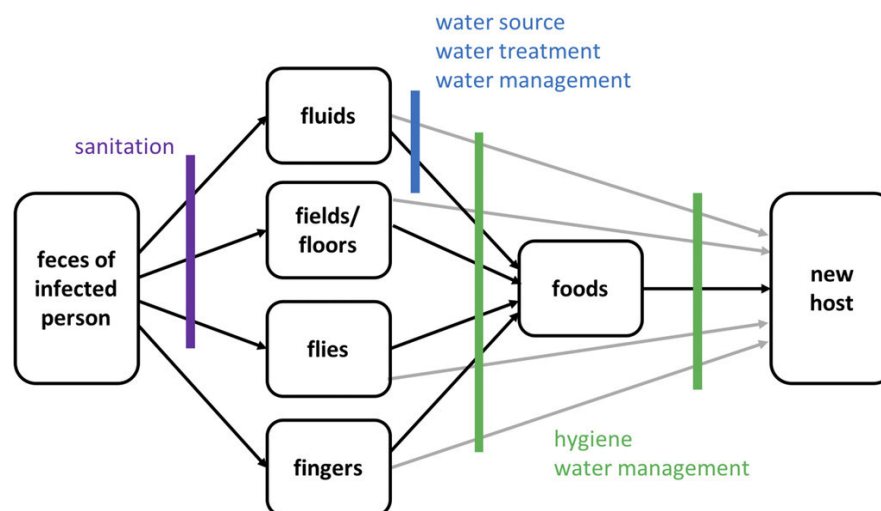 water source
water treatment
water management
sanitation
fluids
fields/
floors
feces of
infected
person
foods
new
host
flies
fingers
hygiene
water management